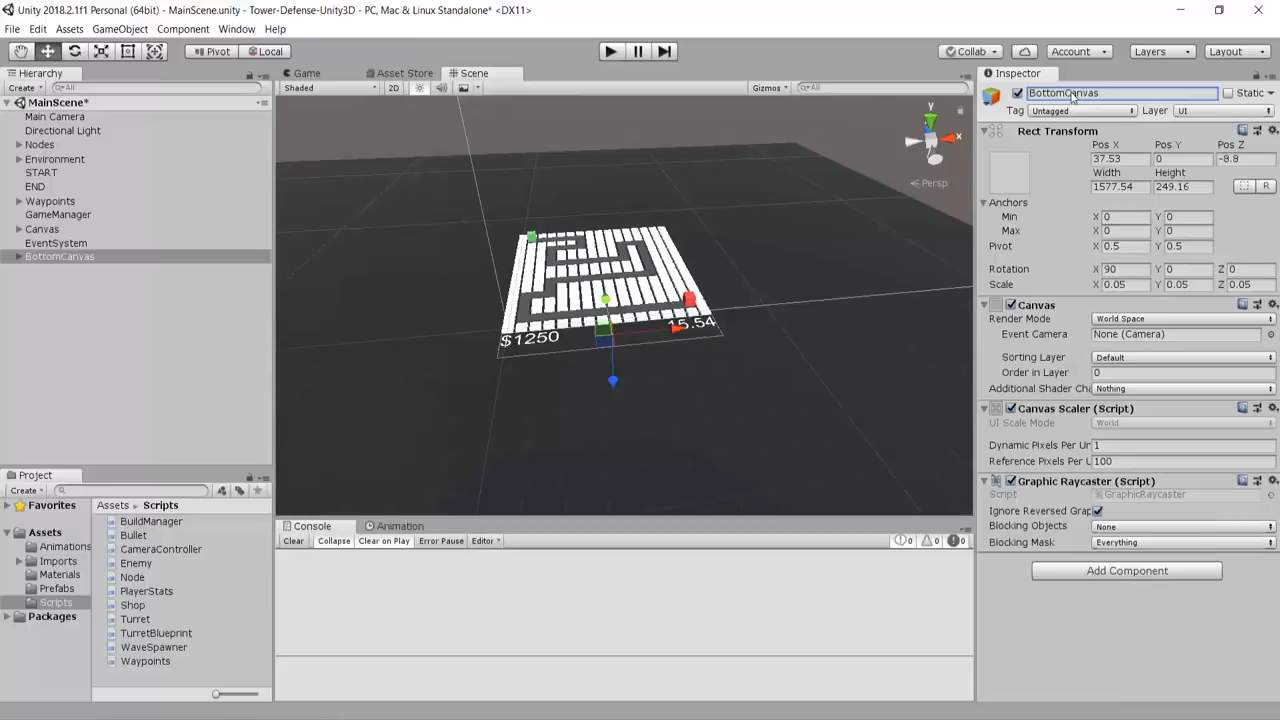 Unity 2018.2.1f1 Personal (64bit) - MainScene.unity - Tower-Defense-Unity3D - PC, Mac & Linux Standalone* <DX11>
File Edit Assets GameObject Component Window Help
Pivot Local Collab Account Layers Layout
Hierarchy
Create All
MainScene*
Main Camera
Directional Light
Nodes
Environment
START
END
Waypoints
GameManager
Canvas
EventSystem
BottomCanvas
Game Asset Store Scene
Shaded 2D Gizmos All
y
x
Persp
$1250
15.54
Project
Create
Favorites
Assets
Animations
Imports
Materials
Prefabs
Scripts
Packages
Assets Scripts
BuildManager
Bullet
CameraController
Enemy
Node
PlayerStats
Shop
Turret
TurretBlueprint
WaveSpawner
Waypoints
Console Animation
Clear Collapse Clear on Play Error Pause Editor 0 0 0
Inspector
BottomCanvas Static
Tag Untagged Layer UI
Rect Transform
Pos X Pos Y Pos Z
37.53 0 -8.8
Width Height
1577.54 249.16 R
Anchors
Min X 0 Y 0
Max X 0 Y 0
Pivot X 0.5 Y 0.5
Rotation X 90 Y 0 Z 0
Scale X 0.05 Y 0.05 Z 0.05
Canvas
Render Mode World Space
Event Camera None (Camera)
Sorting Layer Default
Order in Layer 0
Additional Shader Cha Nothing
Canvas Scaler (Script)
UI Scale Mode World
Dynamic Pixels Per Un 1
Reference Pixels Per U 100
Graphic Raycaster (Script)
Script GraphicRaycaster
Ignore Reversed Grap
Blocking Objects None
Blocking Mask Everything
Add Component